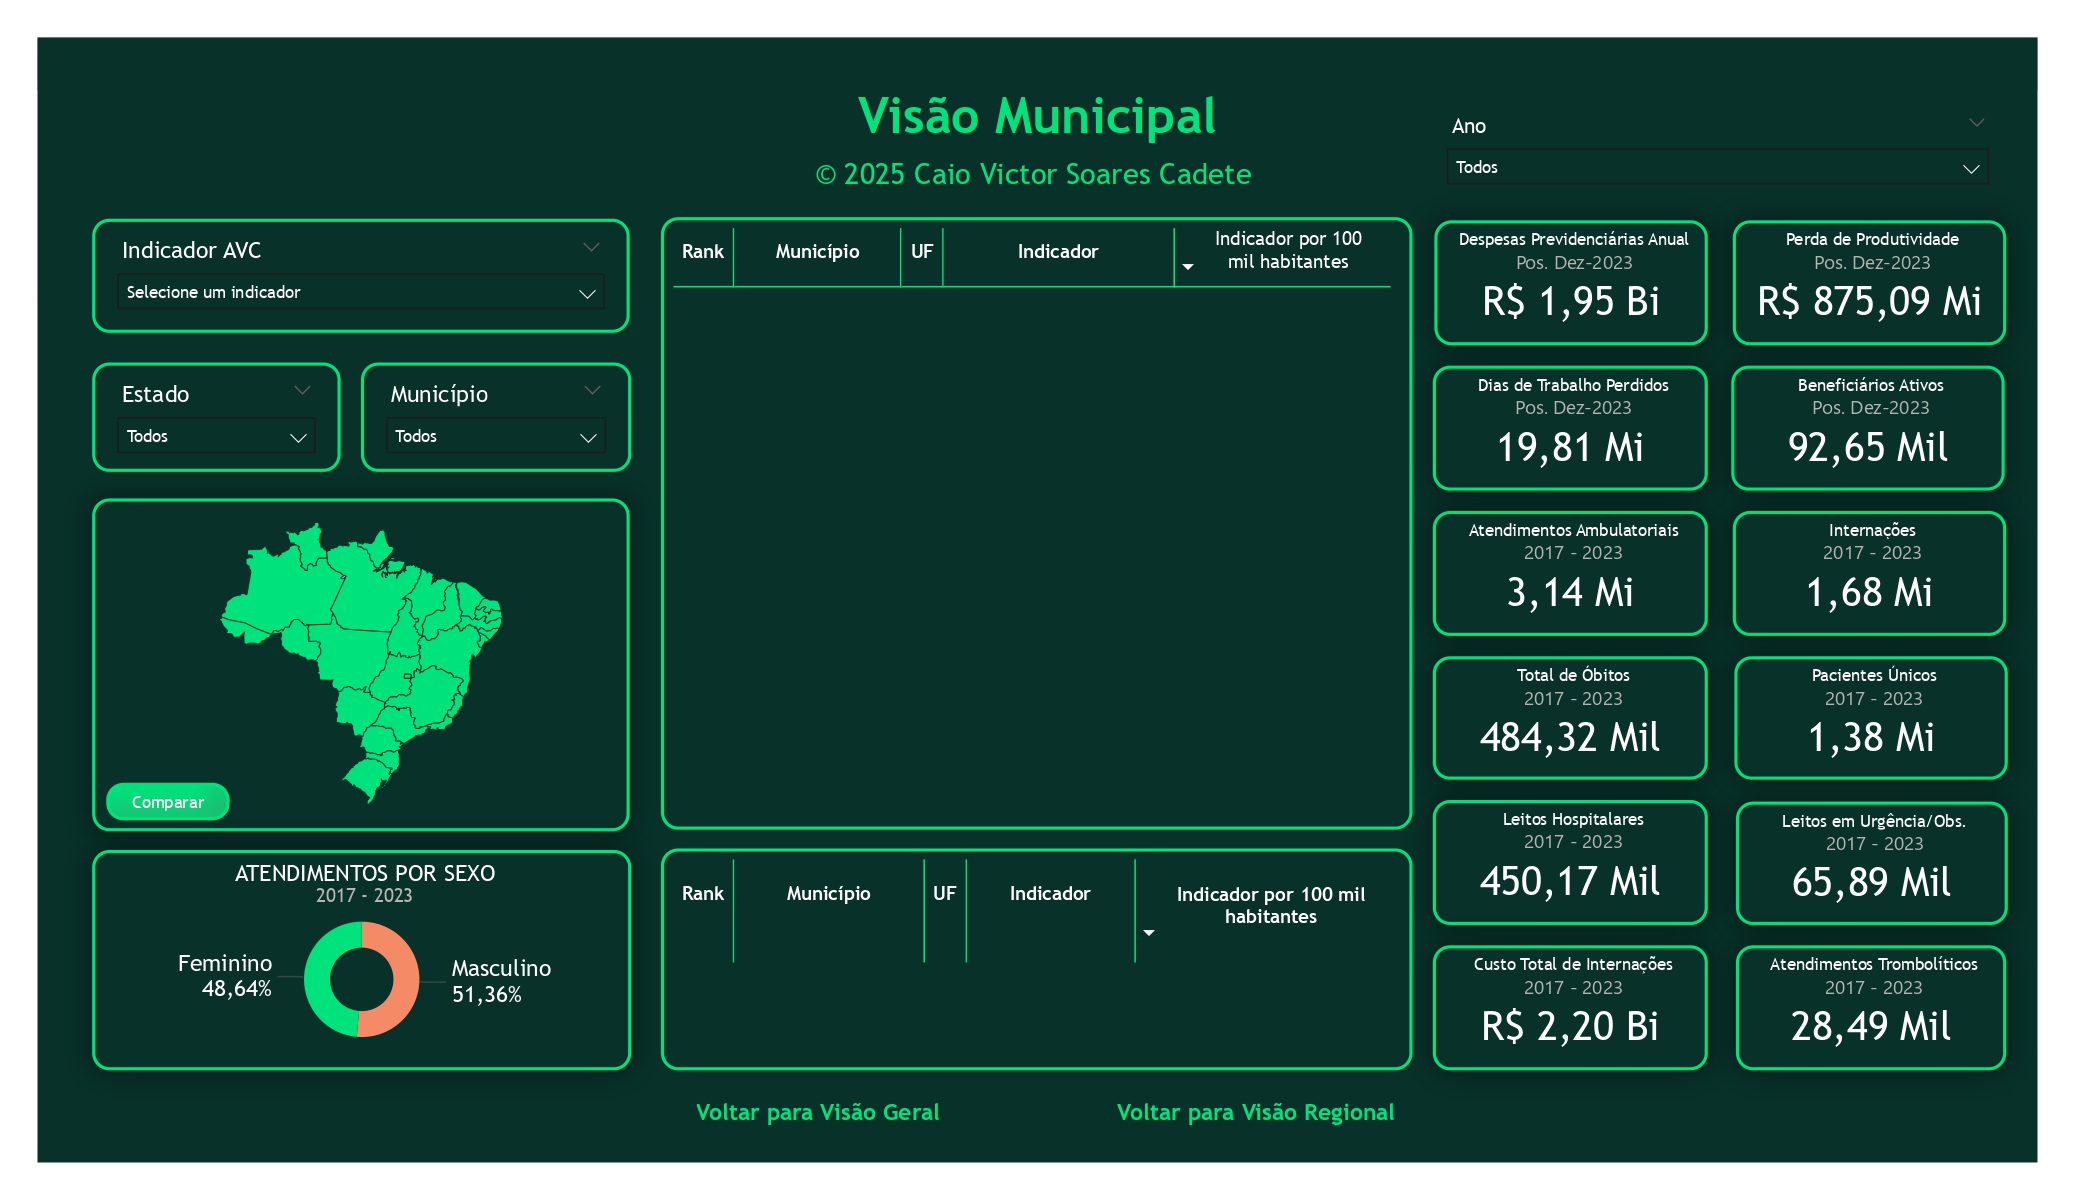 Visão Municipal
© 2025 Caio Victor Soares Cadete
Ano
Todos
Indicador AVC
Selecione um indicador
Estado
Todos
Município
Todos
Comparar
ATENDIMENTOS POR SEXO
2017 - 2023
Feminino
48,64%
Masculino
51,36%
Rank
Município
UF
Indicador
Indicador por 100
mil habitantes
Rank
Município
UF
Indicador
Indicador por 100 mil
habitantes
Despesas Previdenciárias Anual
Pos. Dez-2023
R$ 1,95 Bi
Perda de Produtividade
Pos. Dez-2023
R$ 875,09 Mi
Dias de Trabalho Perdidos
Pos. Dez-2023
19,81 Mi
Beneficiários Ativos
Pos. Dez-2023
92,65 Mil
Atendimentos Ambulatoriais
2017 - 2023
3,14 Mi
Internações
2017 - 2023
1,68 Mi
Total de Óbitos
2017 - 2023
484,32 Mil
Pacientes Únicos
2017 - 2023
1,38 Mi
Leitos Hospitalares
2017 - 2023
450,17 Mil
Leitos em Urgência/Obs.
2017 - 2023
65,89 Mil
Custo Total de Internações
2017 - 2023
R$ 2,20 Bi
Atendimentos Trombolíticos
2017 - 2023
28,49 Mil
Voltar para Visão Geral
Voltar para Visão Regional